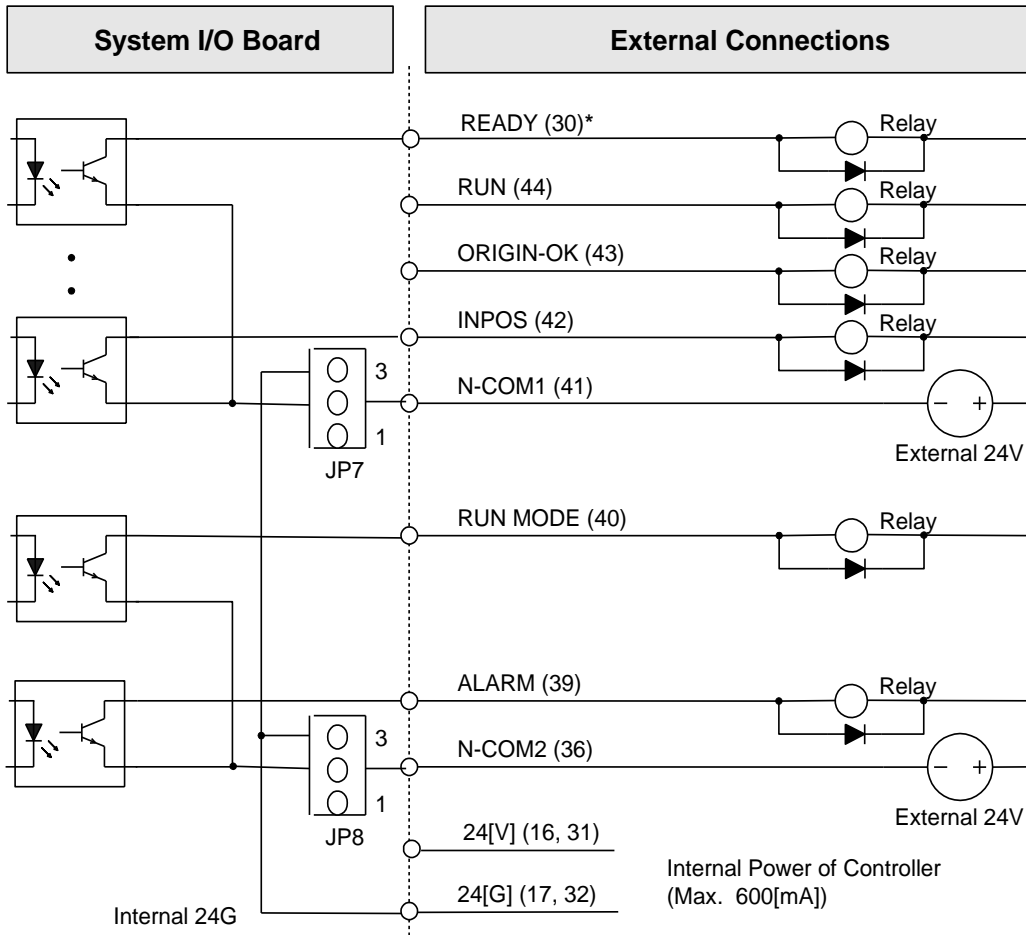 System I/O Board
External Connections
READY (30)*
Relay
RUN (44)
Relay
ORIGIN-OK (43)
Relay
INPOS (42)
Relay
3
N-COM1 (41)
- +
1
External 24V
JP7
RUN MODE (40)
Relay
ALARM (39)
Relay
3
N-COM2 (36)
- +
1
External 24V
JP8
24[V] (16, 31)
Internal Power of Controller
(Max. 600[mA])
24[G] (17, 32)
Internal 24G